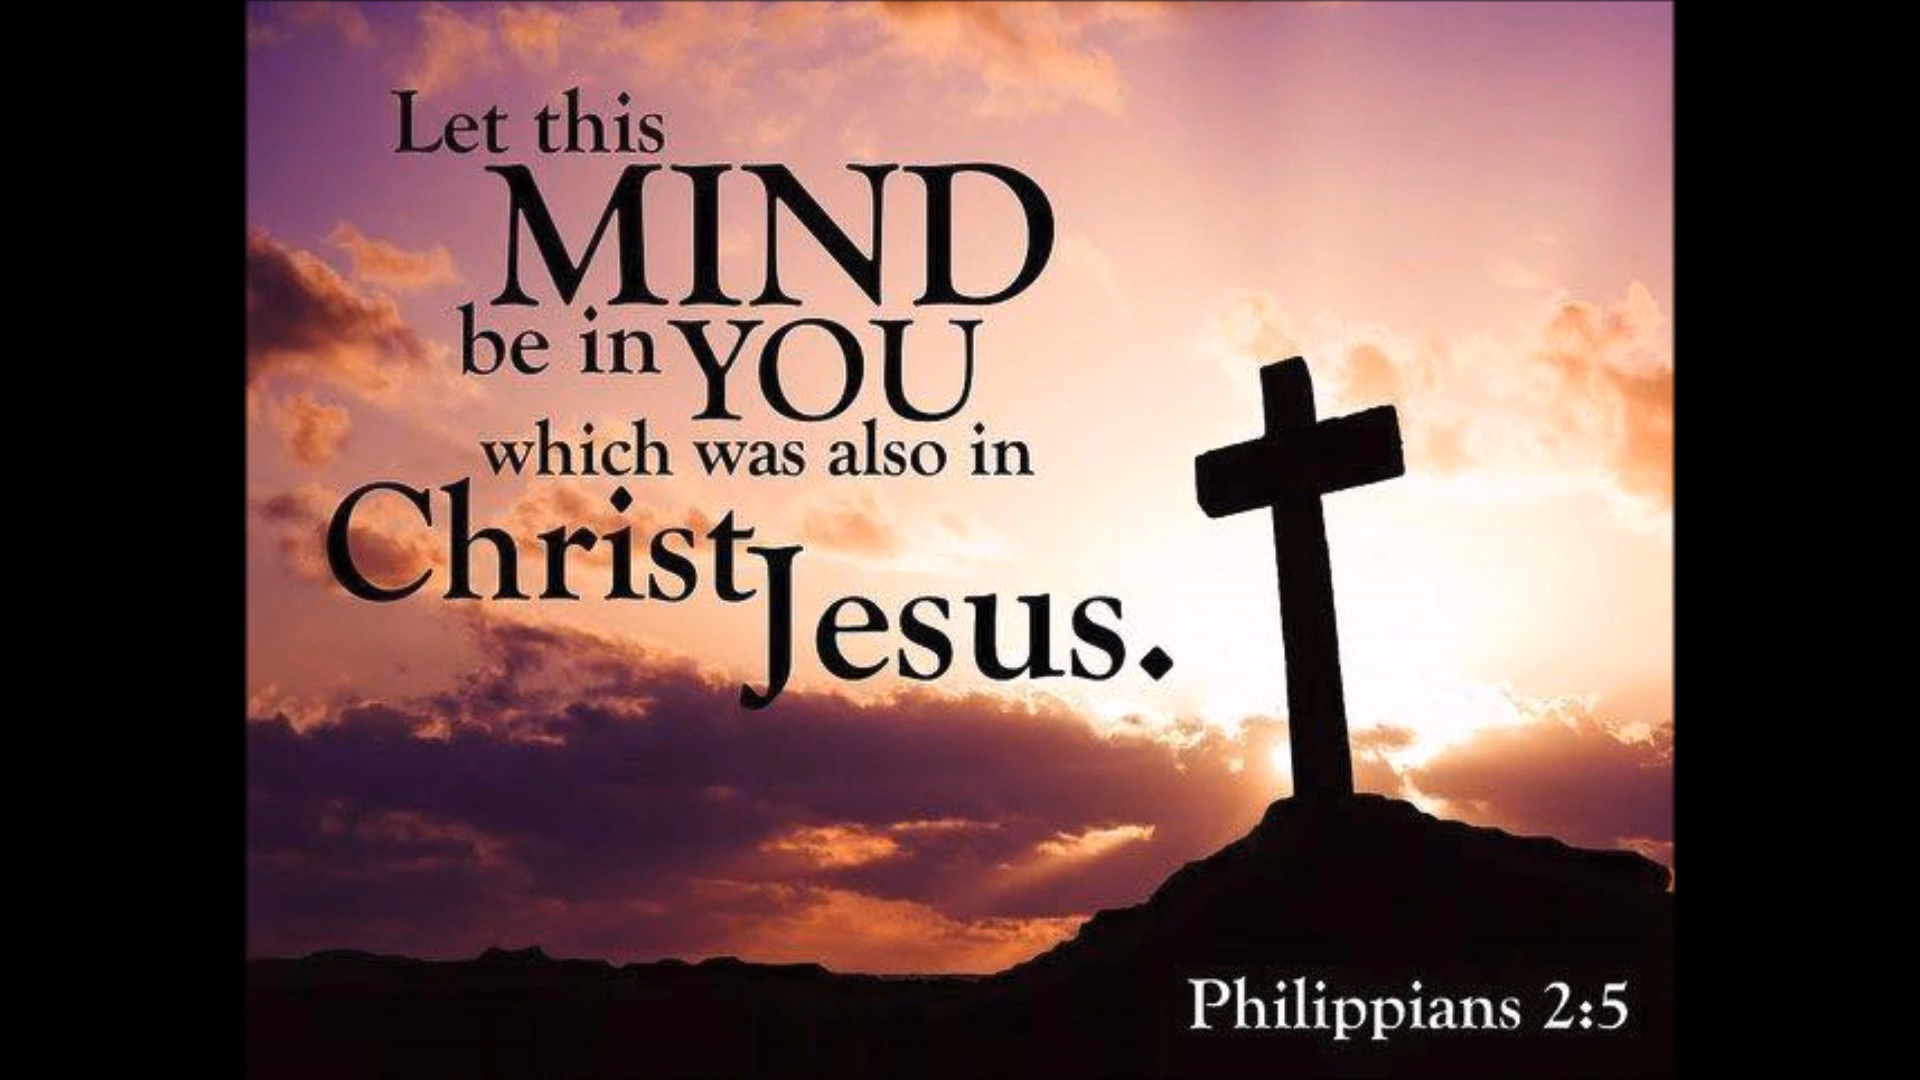 Let this
MIND
be in YOU
which was also in
Christ
Jesus.
Philippians 2:5